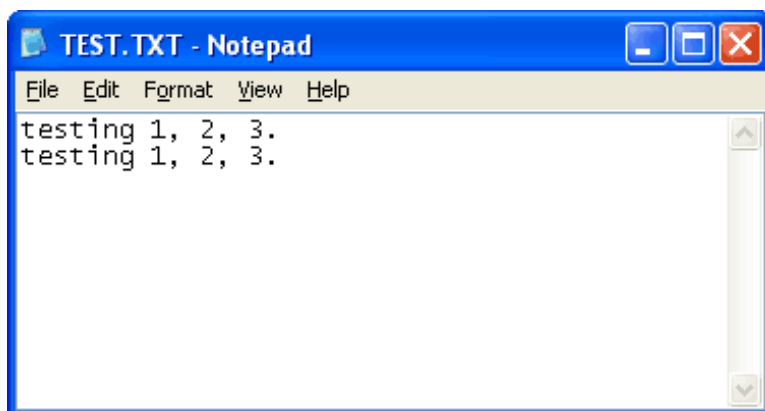 TEST.TXT - Notepad
File Edit Format View Help
testing 1, 2, 3.
testing 1, 2, 3.